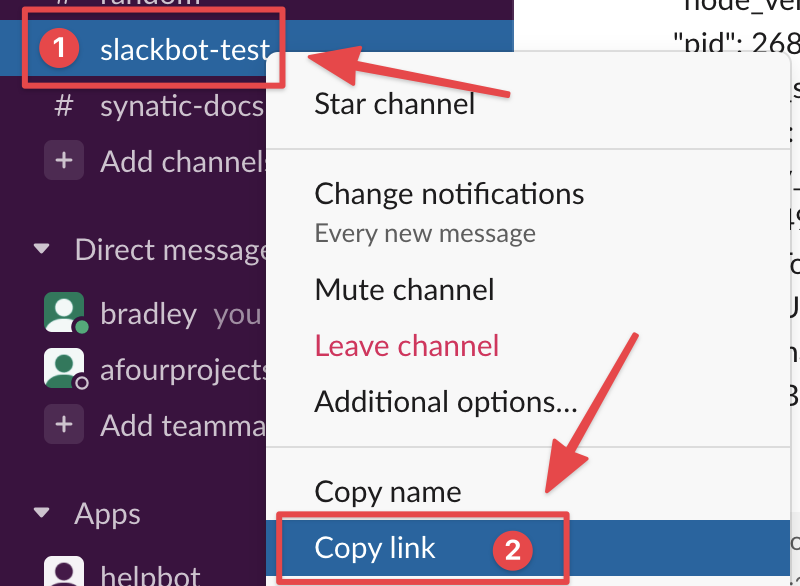 random
"node_ver
1 slackbot-test
"pid": 268
# synatic-docs
+ Add channels
Star channel
Change notifications
Every new message
Mute channel
Leave channel
Additional options...
Copy name
Copy link 2
Direct message
bradley you
afourprojects
+ Add teamma
Apps
helpbot